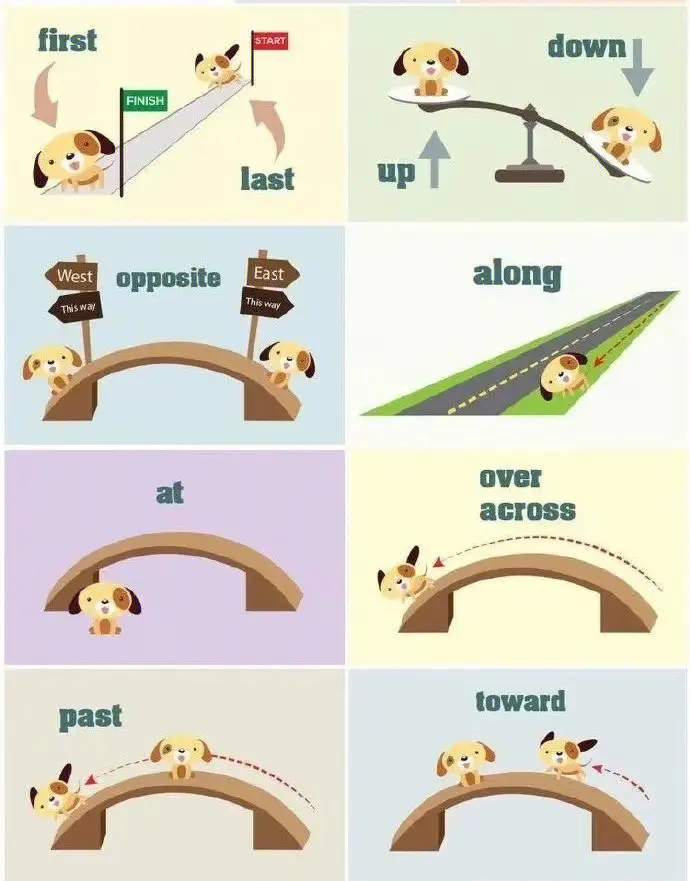 first
START
FINISH
last
down
up
West
This way
opposite
East
This way
along
at
over
across
past
toward